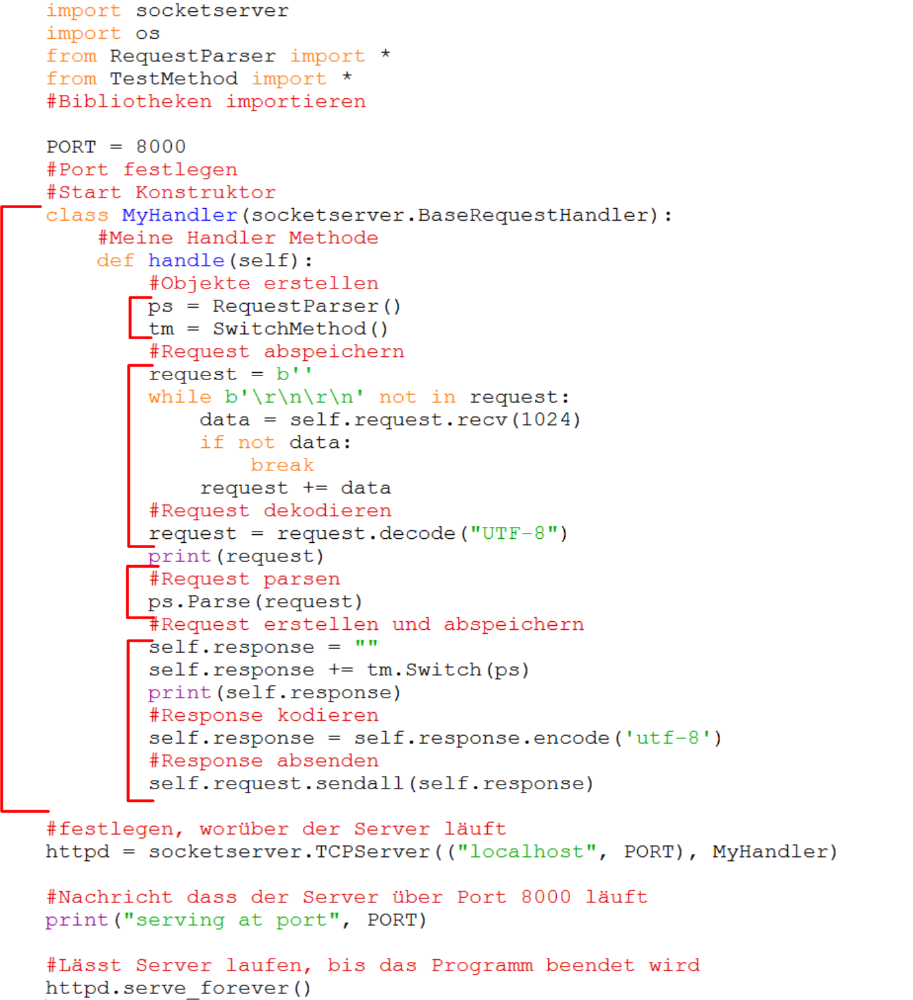 import socketserver
import os
from RequestParser import *
from TestMethod import *
#Bibliotheken importieren

PORT = 8000
#Port festlegen
#Start Konstruktor
class MyHandler(socketserver.BaseRequestHandler):
    #Meine Handler Methode
    def handle(self):
        #Objekte erstellen
        ps = RequestParser()
        tm = SwitchMethod()
        #Request abspeichern
        request = b''
        while b'\r\n\r\n' not in request:
            data = self.request.recv(1024)
            if not data:
                break
            request += data
        #Request dekodieren
        request = request.decode("UTF-8")
        print(request)
        #Request parsen
        ps.Parse(request)
        #Request erstellen und abspeichern
        self.response = ""
        self.response += tm.Switch(ps)
        print(self.response)
        #Response kodieren
        self.response = self.response.encode('utf-8')
        #Response absenden
        self.request.sendall(self.response)

#festlegen, worüber der Server läuft
httpd = socketserver.TCPServer(("localhost", PORT), MyHandler)

#Nachricht dass der Server über Port 8000 läuft
print("serving at port", PORT)

#Lässt Server laufen, bis das Programm beendet wird
httpd.serve_forever()